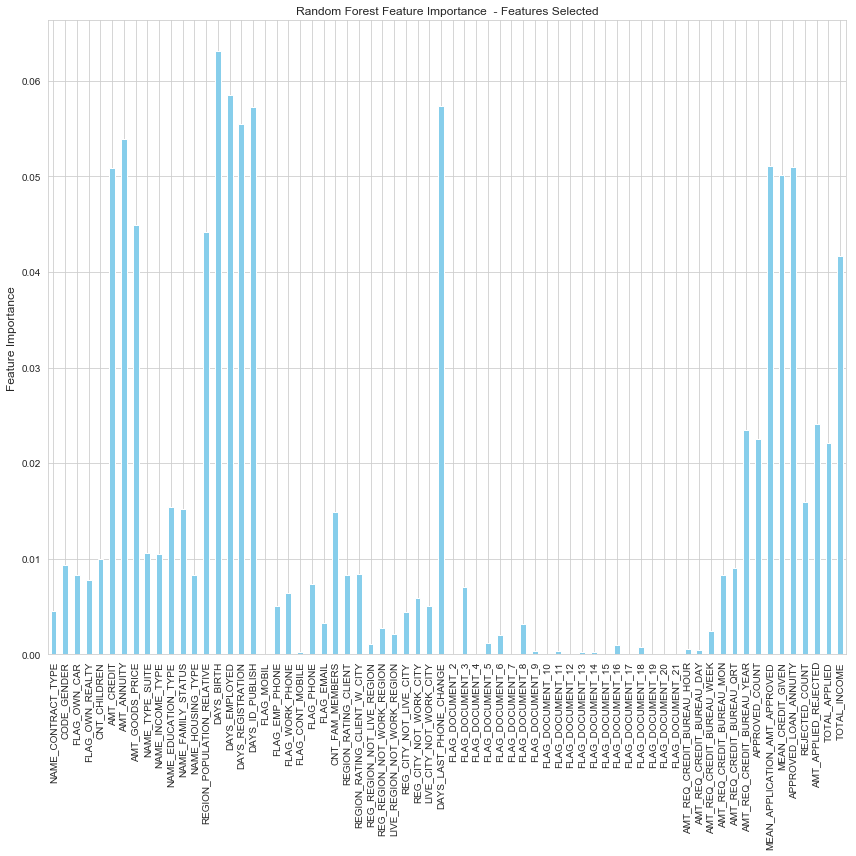 Random Forest Feature Importance - Features Selected
Feature Importance
0.06
0.05
0.04
0.03
0.02
0.01
0.00
NAME_CONTRACT_TYPE
CODE_GENDER
FLAG_OWN_CAR
FLAG_OWN_REALTY
CNT_CHILDREN
AMT_CREDIT
AMT_ANNUITY
AMT_GOODS_PRICE
NAME_TYPE_SUITE
NAME_INCOME_TYPE
NAME_EDUCATION_TYPE
NAME_FAMILY_STATUS
NAME_HOUSING_TYPE
REGION_POPULATION_RELATIVE
DAYS_BIRTH
DAYS_EMPLOYED
DAYS_REGISTRATION
DAYS_ID_PUBLISH
FLAG_MOBIL
FLAG_EMP_PHONE
FLAG_WORK_PHONE
FLAG_CONT_MOBILE
FLAG_PHONE
FLAG_EMAIL
CNT_FAM_MEMBERS
REGION_RATING_CLIENT
REGION_RATING_CLIENT_W_CITY
REG_REGION_NOT_LIVE_REGION
REG_REGION_NOT_WORK_REGION
LIVE_REGION_NOT_WORK_REGION
REG_CITY_NOT_LIVE_CITY
REG_CITY_NOT_WORK_CITY
LIVE_CITY_NOT_WORK_CITY
DAYS_LAST_PHONE_CHANGE
FLAG_DOCUMENT_2
FLAG_DOCUMENT_3
FLAG_DOCUMENT_4
FLAG_DOCUMENT_5
FLAG_DOCUMENT_6
FLAG_DOCUMENT_7
FLAG_DOCUMENT_8
FLAG_DOCUMENT_9
FLAG_DOCUMENT_10
FLAG_DOCUMENT_11
FLAG_DOCUMENT_12
FLAG_DOCUMENT_13
FLAG_DOCUMENT_14
FLAG_DOCUMENT_15
FLAG_DOCUMENT_16
FLAG_DOCUMENT_17
FLAG_DOCUMENT_18
FLAG_DOCUMENT_19
FLAG_DOCUMENT_20
FLAG_DOCUMENT_21
AMT_REQ_CREDIT_BUREAU_HOUR
AMT_REQ_CREDIT_BUREAU_DAY
AMT_REQ_CREDIT_BUREAU_WEEK
AMT_REQ_CREDIT_BUREAU_MON
AMT_REQ_CREDIT_BUREAU_QRT
AMT_REQ_CREDIT_BUREAU_YEAR
APPROVED_COUNT
MEAN_APPLICATION_AMT_APPROVED
MEAN_CREDIT_GIVEN
APPROVED_LOAN_ANNUITY
REJECTED_COUNT
AMT_APPLIED_REJECTED
TOTAL_APPLIED
TOTAL_INCOME